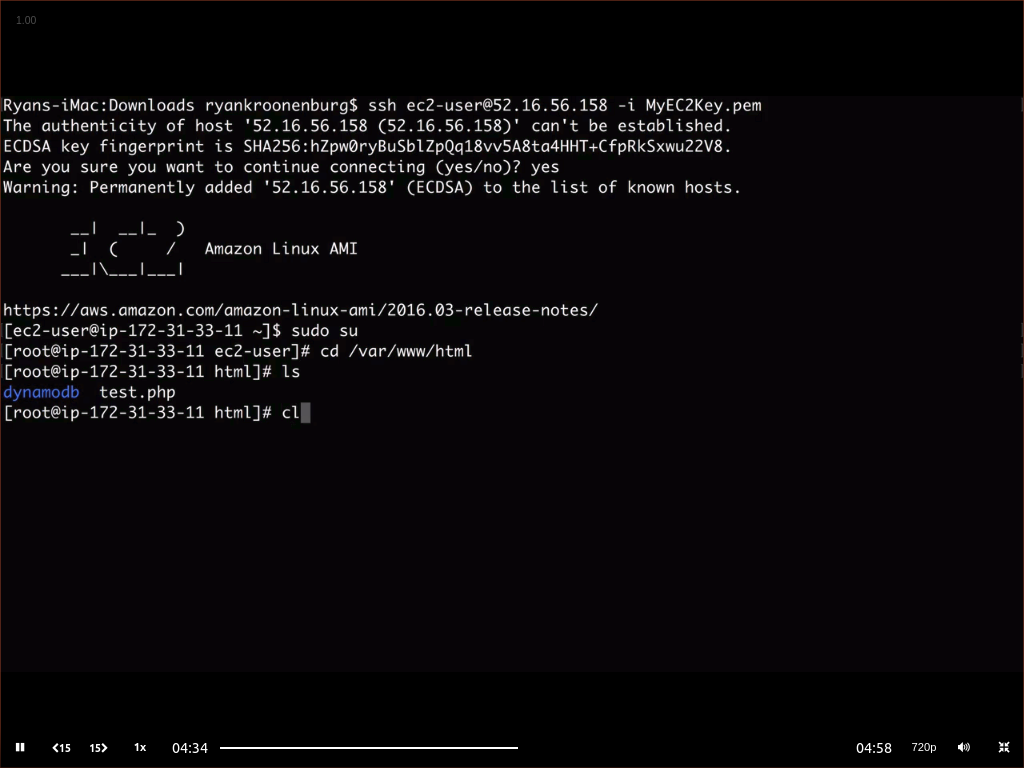 1.00
Ryans-iMac:Downloads ryankroonenburg$ ssh ec2-user@52.16.56.158 -i MyEC2Key.pem
The authenticity of host '52.16.56.158 (52.16.56.158)' can't be established.
ECDSA key fingerprint is SHA256:hZpw0ryBuSblZpQq18vv5A8ta4HHT+CfpRkSxwu22V8.
Are you sure you want to continue connecting (yes/no)? yes
Warning: Permanently added '52.16.56.158' (ECDSA) to the list of known hosts.
__|  __|_  )
_|  (     /   Amazon Linux AMI
___|\___|___|
https://aws.amazon.com/amazon-linux-ami/2016.03-release-notes/
[ec2-user@ip-172-31-33-11 ~]$ sudo su
[root@ip-172-31-33-11 ec2-user]# cd /var/www/html
[root@ip-172-31-33-11 html]# ls
dynamodb  test.php
[root@ip-172-31-33-11 html]# cl
15 15 1x 04:34 04:58 720p